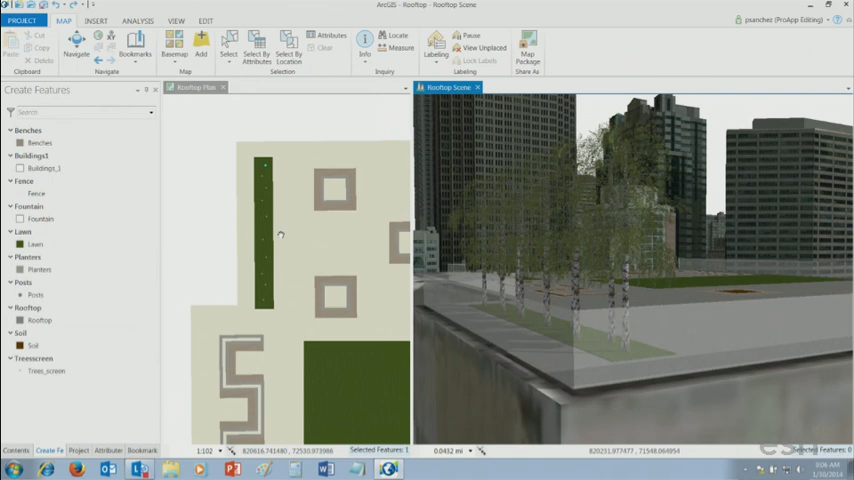 ArcGIS - Rooftop - Rooftop Scene
PROJECT MAP INSERT ANALYSIS VIEW EDIT
psanchez (ProApp Editing)
Paste Cut Copy Delete
Navigate Bookmarks
Basemap Add
Select Select By Attributes Select By Location Attributes Clear
Info Locate Measure
Labeling Pause View Unplaced Lock Labels
Map Package
Clipboard Navigate Map Selection Inquiry Labeling Share As
Create Features
Search
Rooftop Plan
Rooftop Scene
Benches
Benches
Buildings1
Buildings_1
Fence
Fence
Fountain
Fountain
Lawn
Lawn
Planters
Planters
Posts
Posts
Rooftop
Rooftop
Soil
Soil
Treesscreen
Trees_screen
esri
Contents Create Fe Project Attribute Bookmark
1:102 820616.741480, 72530.973986 Selected Features: 1
0.0432 mi 820231.977477, 71548.064954 Selected Features: 0
8:06 AM
1/30/2014